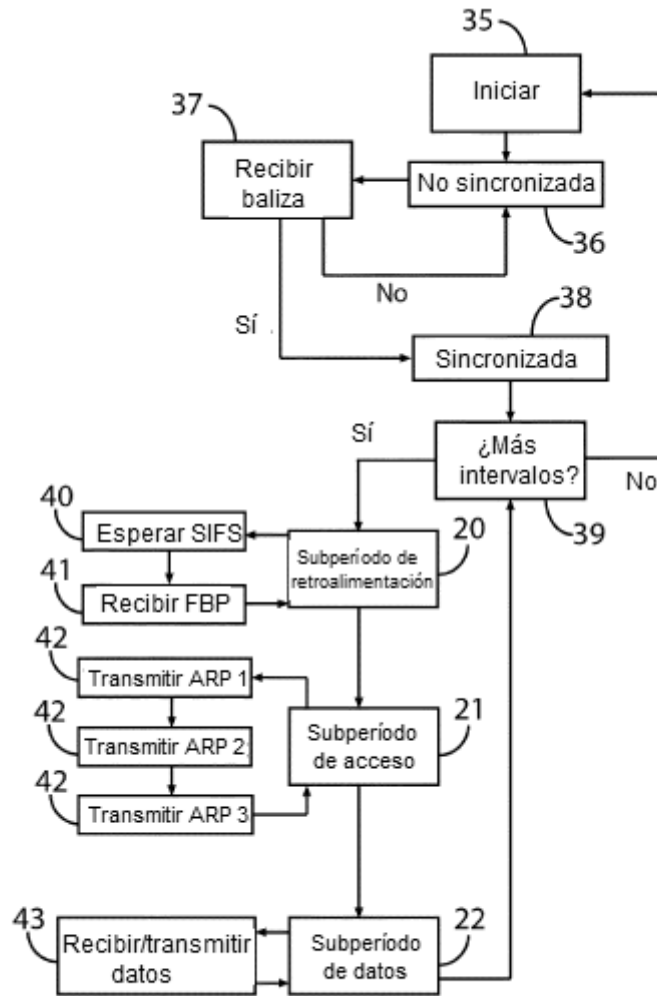 35
Iniciar
37
Recibir
baliza
No sincronizada
36
No
Sí
38
Sincronizada
Sí
¿Más
intervalos?
No
39
40
Esperar SIFS
20
Subperíodo de
retroalimentación
41
Recibir FBP
42
Transmitir ARP 1
21
Subperíodo
de acceso
42
Transmitir ARP 2
42
Transmitir ARP 3
43
Recibir/transmitir
datos
22
Subperíodo
de datos